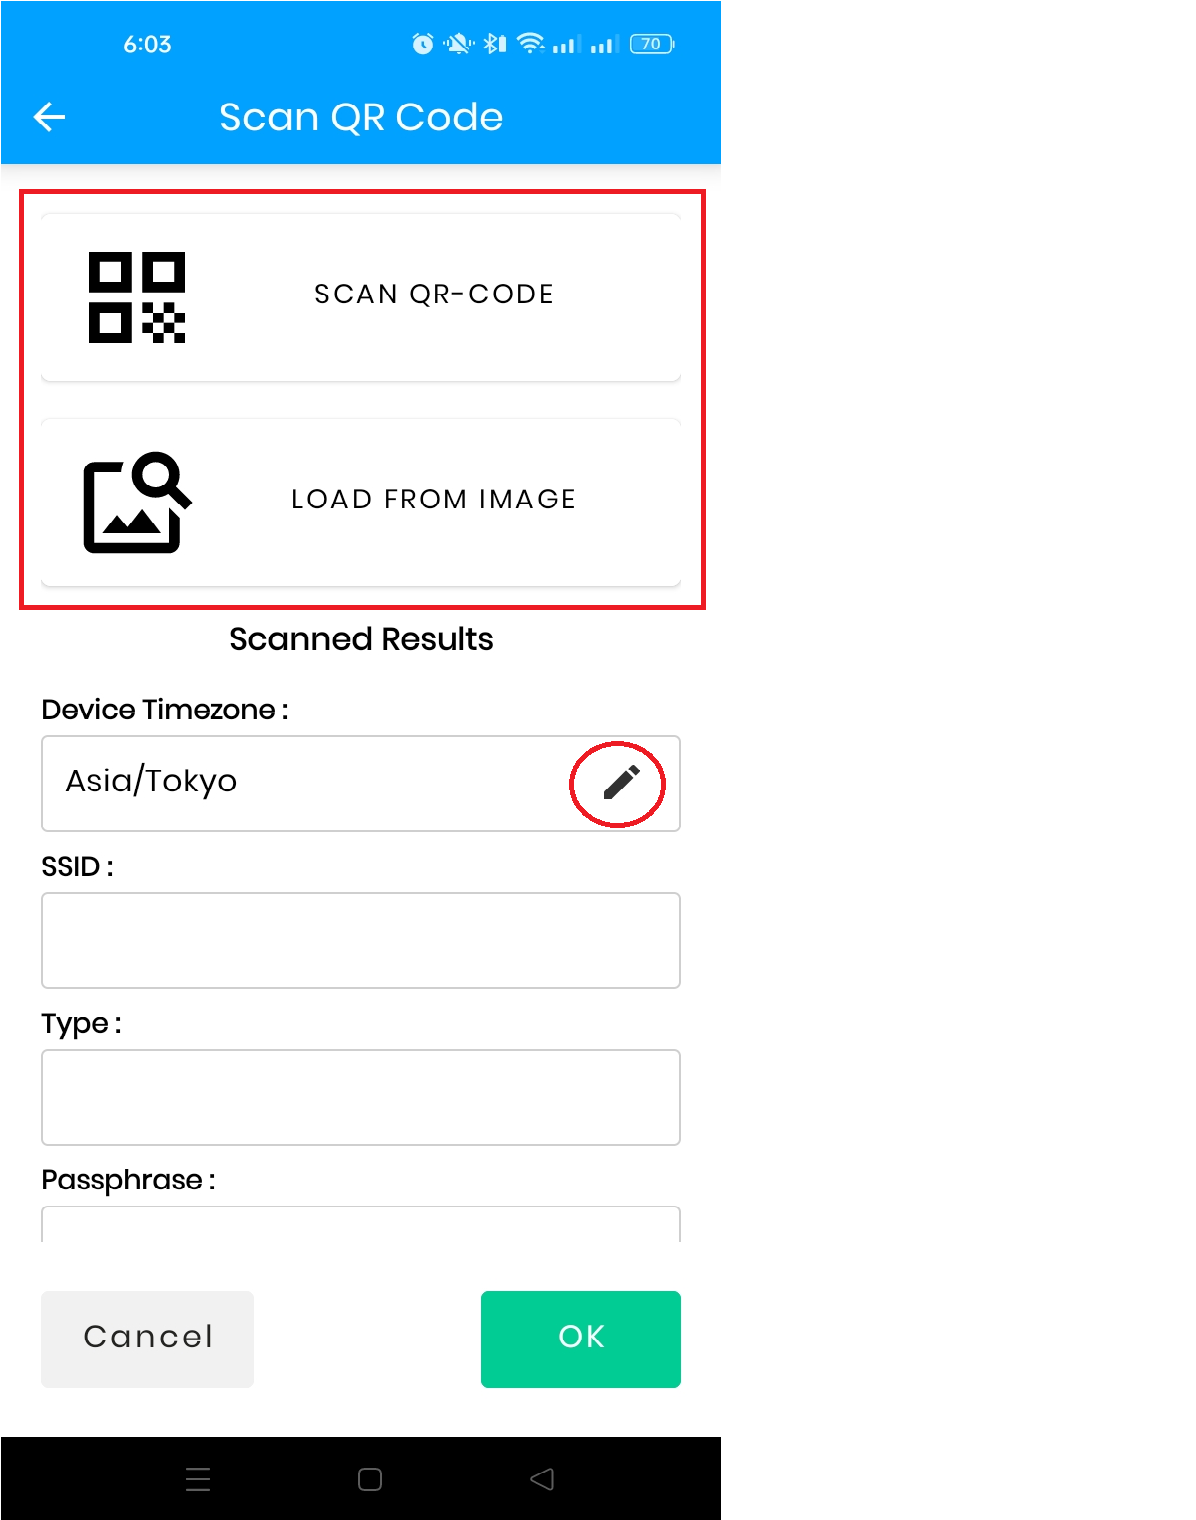 6:03
70
Scan QR Code
SCAN QR-CODE
LOAD FROM IMAGE
Scanned Results
Device Timezone :
Asia/Tokyo
SSID :
Type :
Passphrase :
Cancel
OK